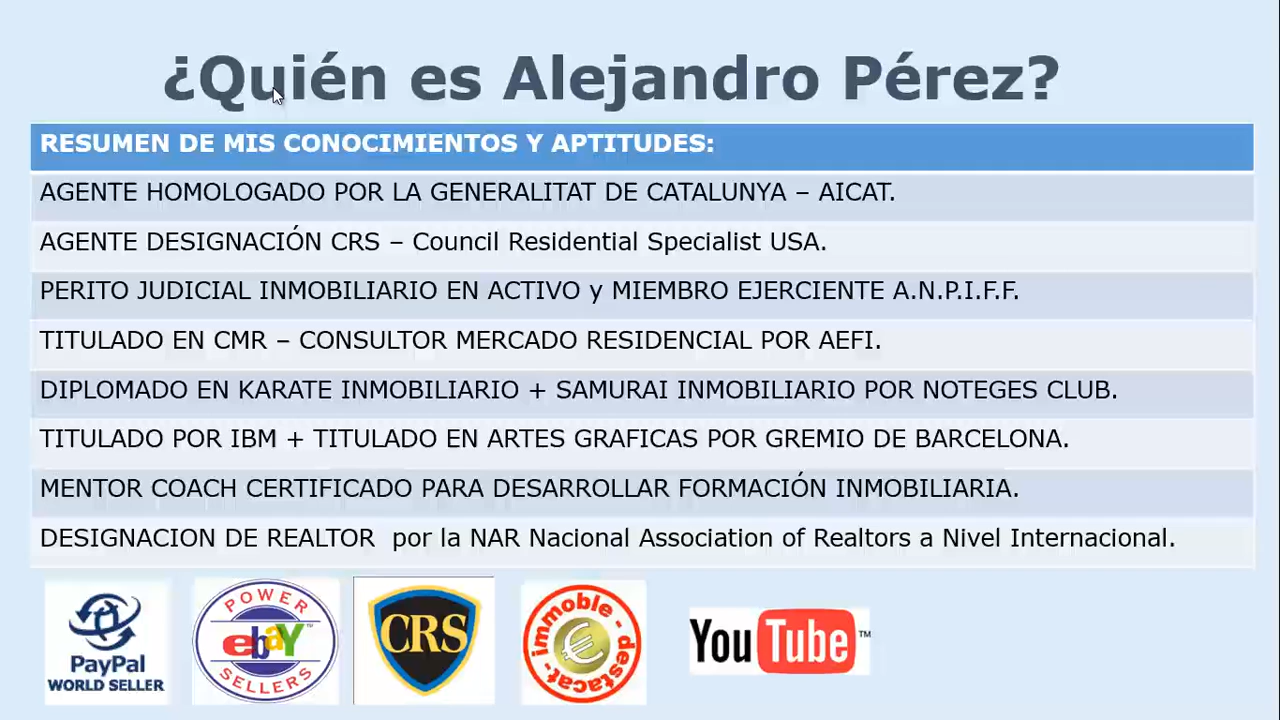 ¿Quién es Alejandro Pérez?
RESUMEN DE MIS CONOCIMIENTOS Y APTITUDES:
AGENTE HOMOLOGADO POR LA GENERALITAT DE CATALUNYA – AICAT.
AGENTE DESIGNACIÓN CRS – Council Residential Specialist USA.
PERITO JUDICIAL INMOBILIARIO EN ACTIVO y MIEMBRO EJERCIENTE A.N.P.I.F.F.
TITULADO EN CMR – CONSULTOR MERCADO RESIDENCIAL POR AEFI.
DIPLOMADO EN KARATE INMOBILIARIO + SAMURAI INMOBILIARIO POR NOTEGES CLUB.
TITULADO POR IBM + TITULADO EN ARTES GRAFICAS POR GREMIO DE BARCELONA.
MENTOR COACH CERTIFICADO PARA DESARROLLAR FORMACIÓN INMOBILIARIA.
DESIGNACION DE REALTOR por la NAR Nacional Association of Realtors a Nivel Internacional.
PayPal
WORLD SELLER
POWER
ebaY™
SELLERS
CRS
immoble-destacat-
€
YouTube™